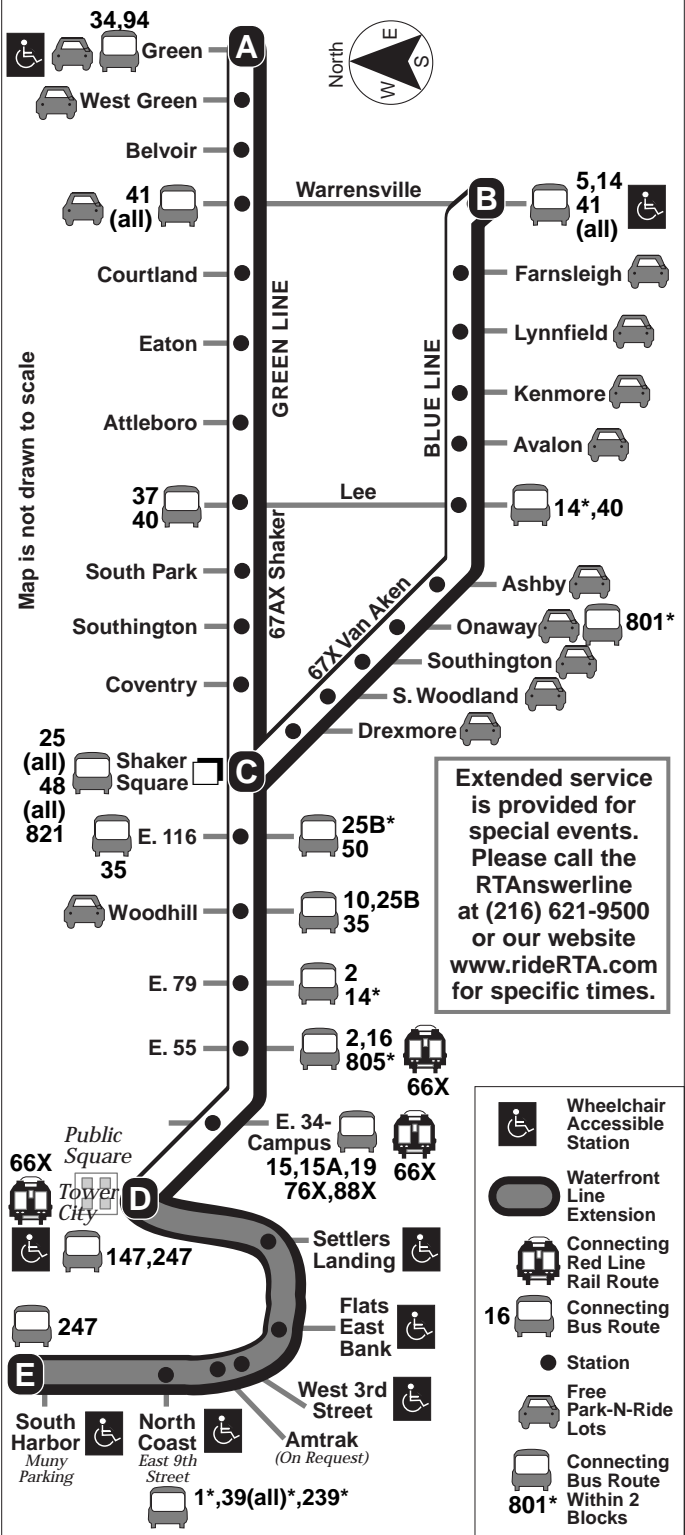 34,94
Green
A
North
E
S
W
West Green
Belvoir
41
(all)
Warrensville
B
5,14
41
(all)
Courtland
Farnsleigh
Eaton
Lynnfield
GREEN LINE
BLUE LINE
Kenmore
Attleboro
Avalon
Map is not drawn to scale
37
40
Lee
14*,40
South Park
67AX Shaker
Ashby
Southington
67X Van Aken
Onaway
801*
Southington
Coventry
S. Woodland
Drexmore
25
(all)
48
(all)
821
Shaker
Square
C
E. 116
35
25B*
50
Woodhill
10,25B
35
E. 79
2
14*
E. 55
2,16
805*
66X
Extended service
is provided for
special events.
Please call the
RTAnswerline
at (216) 621-9500
or our website
www.rideRTA.com
for specific times.
E. 34-
Campus
15,15A,19
76X,88X
66X
Public
Square
66X
Tower
City
D
147,247
Settlers
Landing
Flats
East
Bank
247
E
West 3rd
Street
South
Harbor
Muny
Parking
North
Coast
East 9th
Street
Amtrak
(On Request)
1*,39(all)*,239*
Wheelchair
Accessible
Station
Waterfront
Line
Extension
Connecting
Red Line
Rail Route
16
Connecting
Bus Route
Station
Free
Park-N-Ride
Lots
801*
Connecting
Bus Route
Within 2
Blocks